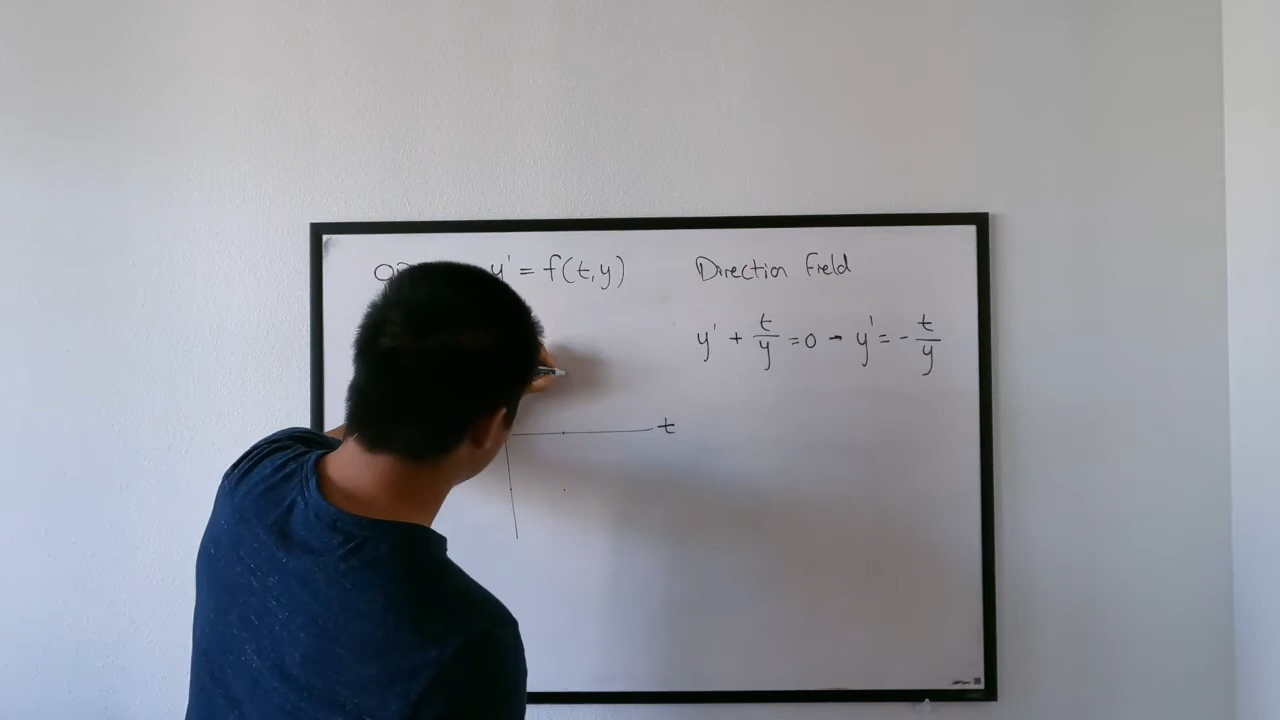 y' = f(t,y) Direction Field
y' + t/y = 0 - y' = - t/y
t